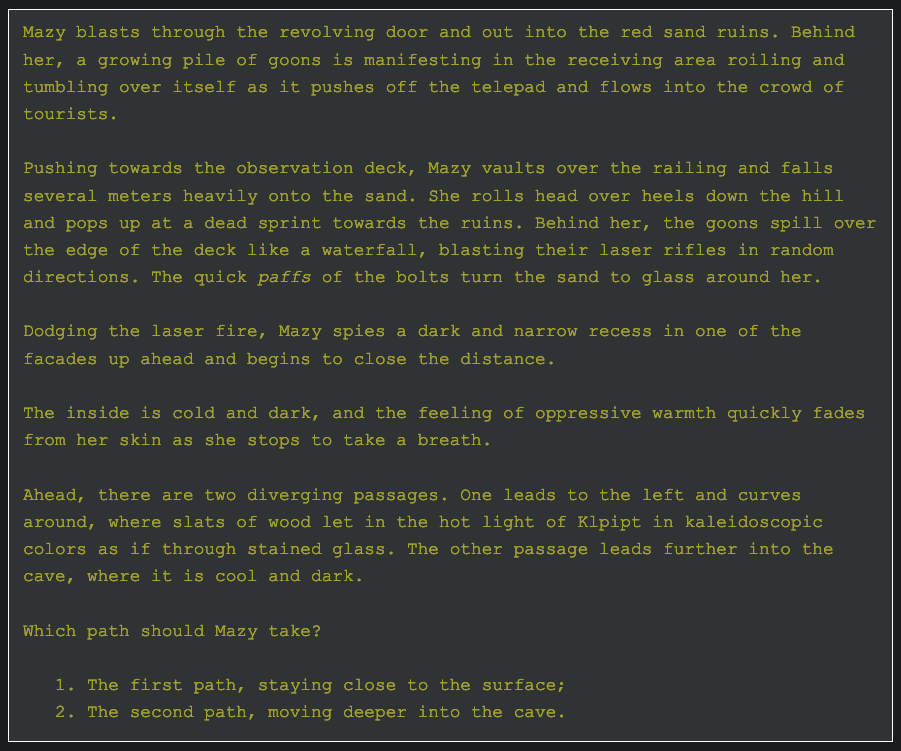 Mazy blasts through the revolving door and out into the red sand ruins. Behind
her, a growing pile of goons is manifesting in the receiving area roiling and
tumbling over itself as it pushes off the telepad and flows into the crowd of
tourists.
Pushing towards the observation deck, Mazy vaults over the railing and falls
several meters heavily onto the sand. She rolls head over heels down the hill
and pops up at a dead sprint towards the ruins. Behind her, the goons spill over
the edge of the deck like a waterfall, blasting their laser rifles in random
directions. The quick paffs of the bolts turn the sand to glass around her.
Dodging the laser fire, Mazy spies a dark and narrow recess in one of the
facades up ahead and begins to close the distance.
The inside is cold and dark, and the feeling of oppressive warmth quickly fades
from her skin as she stops to take a breath.
Ahead, there are two diverging passages. One leads to the left and curves
around, where slats of wood let in the hot light of Klpipt in kaleidoscopic
colors as if through stained glass. The other passage leads further into the
cave, where it is cool and dark.
Which path should Mazy take?
1. The first path, staying close to the surface;
2. The second path, moving deeper into the cave.